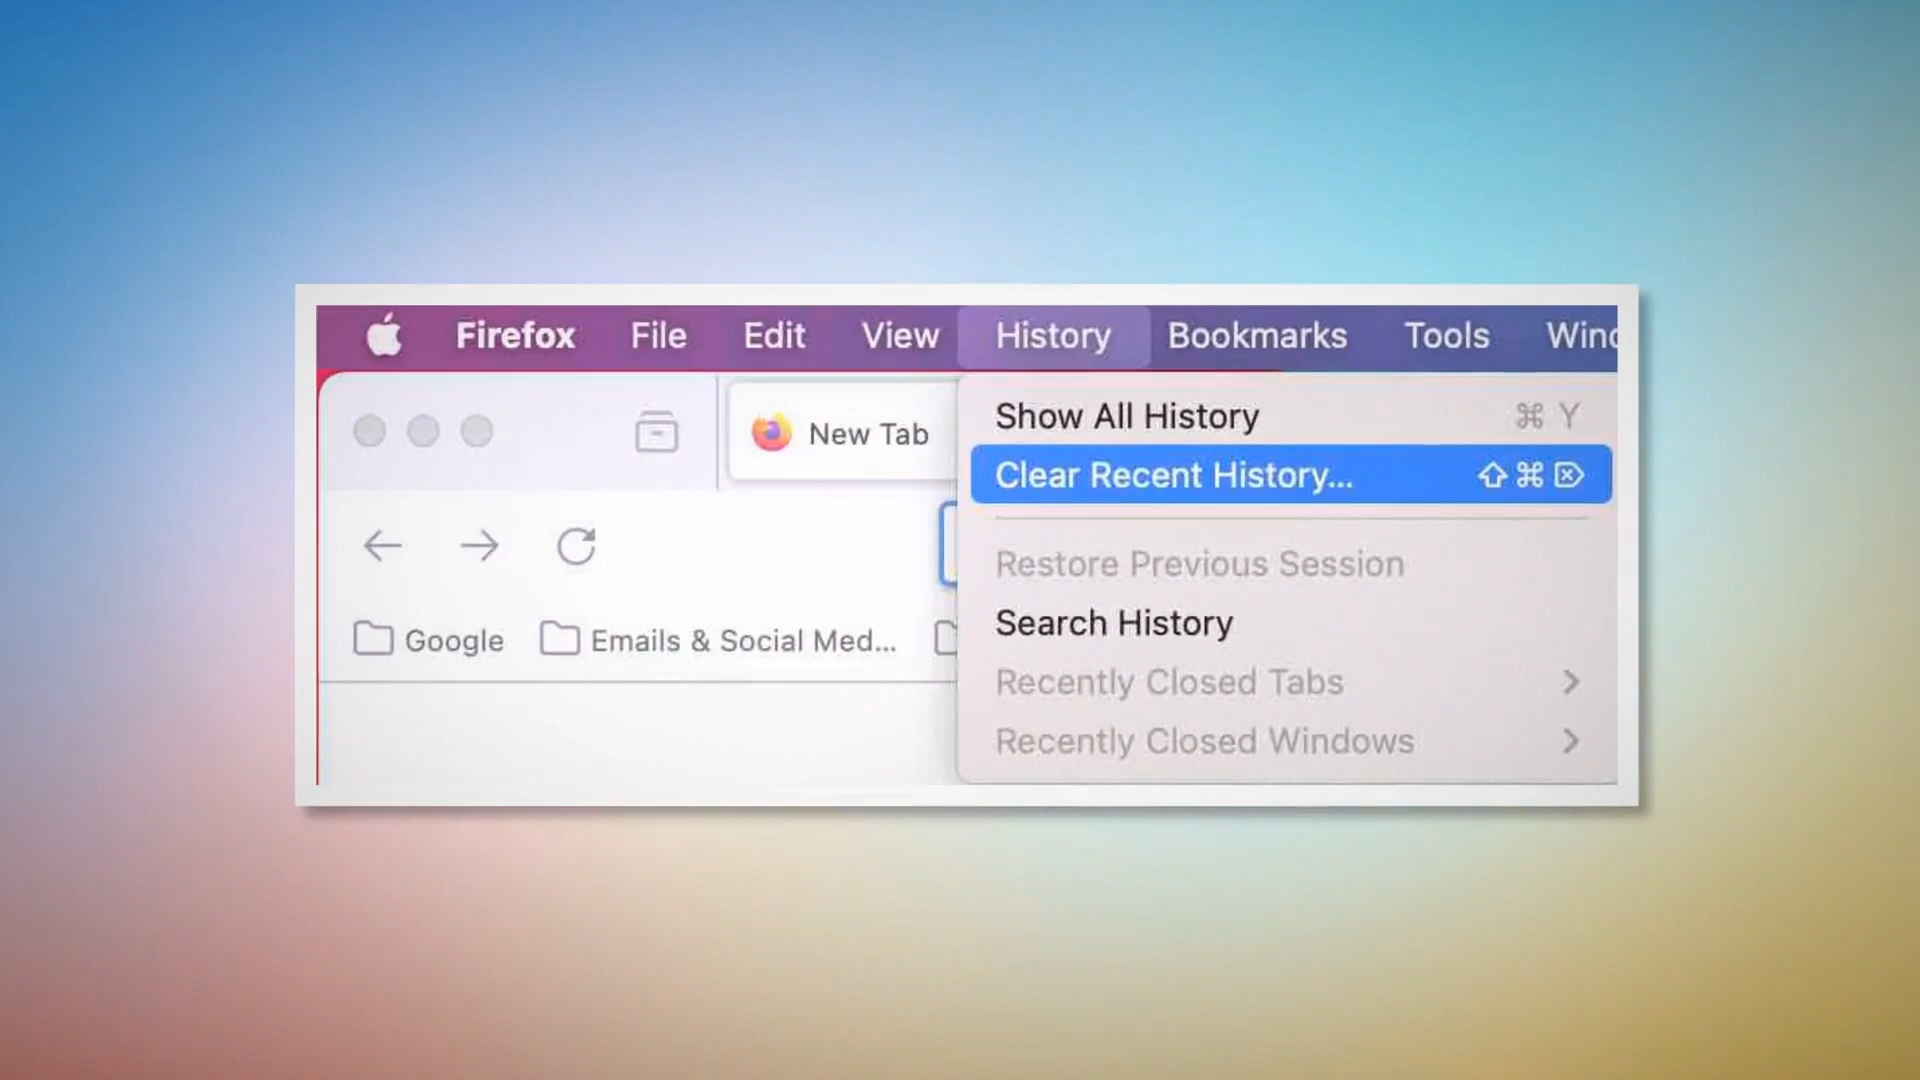 Firefox File Edit View History Bookmarks Tools Wind
New Tab
Show All History ⌘ Y
Clear Recent History... ⇧ ⌘ ⌦
Google Emails & Social Med...
Restore Previous Session
Search History
Recently Closed Tabs
Recently Closed Windows